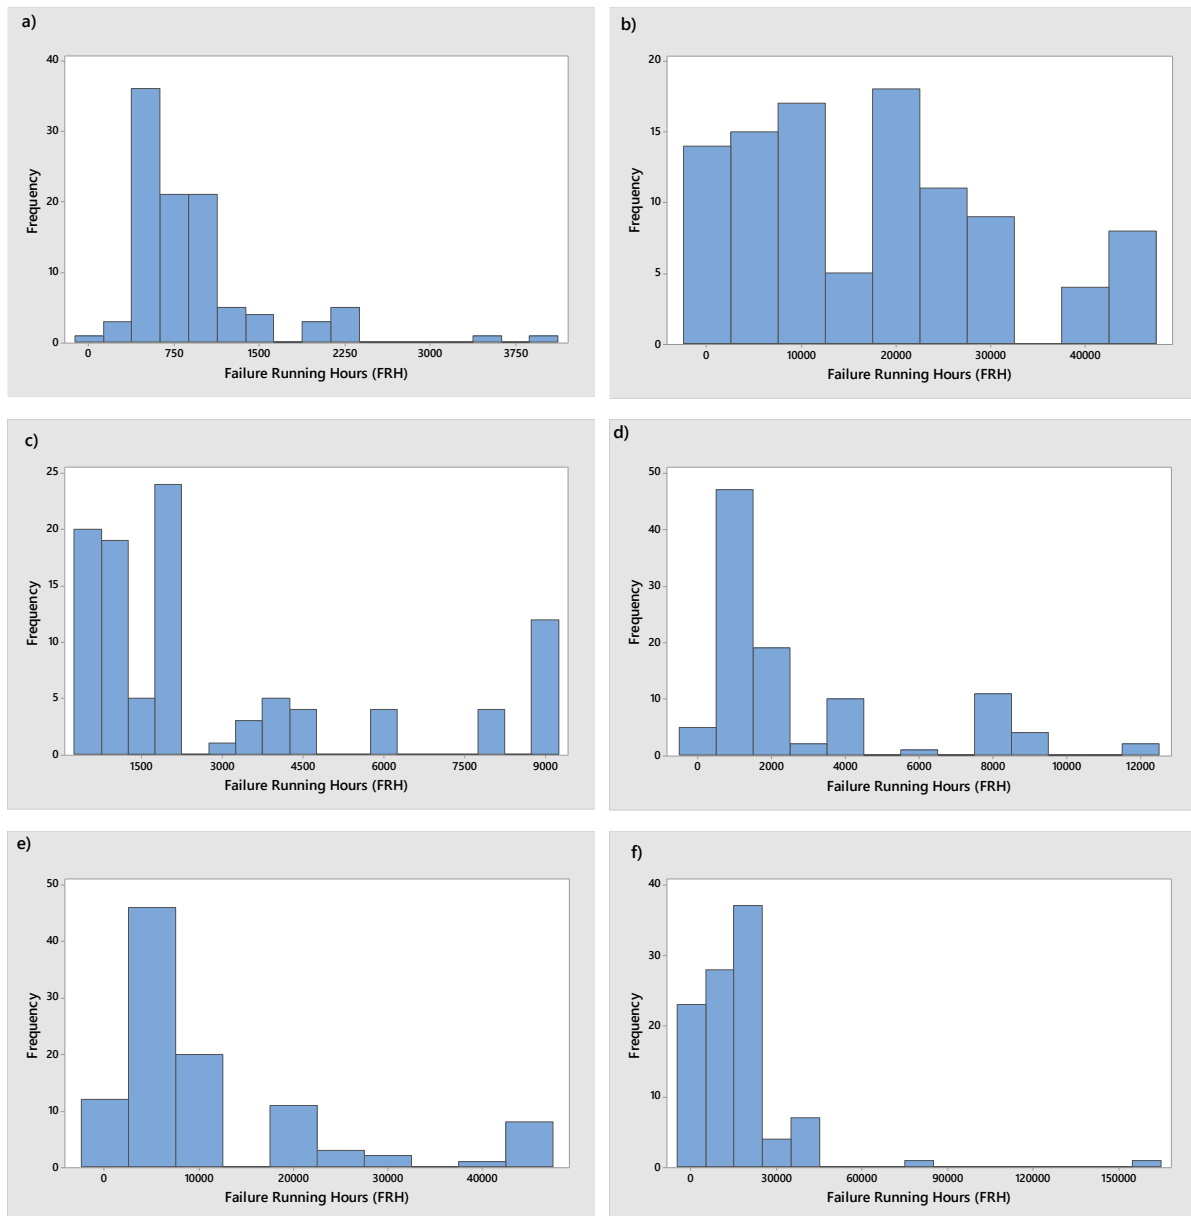 a)
40
30
20
10
0
Frequency
0 750 1500 2250 3000 3750
Failure Running Hours (FRH)
b)
20
15
10
5
0
Frequency
0 10000 20000 30000 40000
Failure Running Hours (FRH)
c)
25
20
15
10
5
0
Frequency
1500 3000 4500 6000 7500 9000
Failure Running Hours (FRH)
d)
50
40
30
20
10
0
Frequency
0 2000 4000 6000 8000 10000 12000
Failure Running Hours (FRH)
e)
50
40
30
20
10
0
Frequency
0 10000 20000 30000 40000
Failure Running Hours (FRH)
f)
40
30
20
10
0
Frequency
0 30000 60000 90000 120000 150000
Failure Running Hours (FRH)